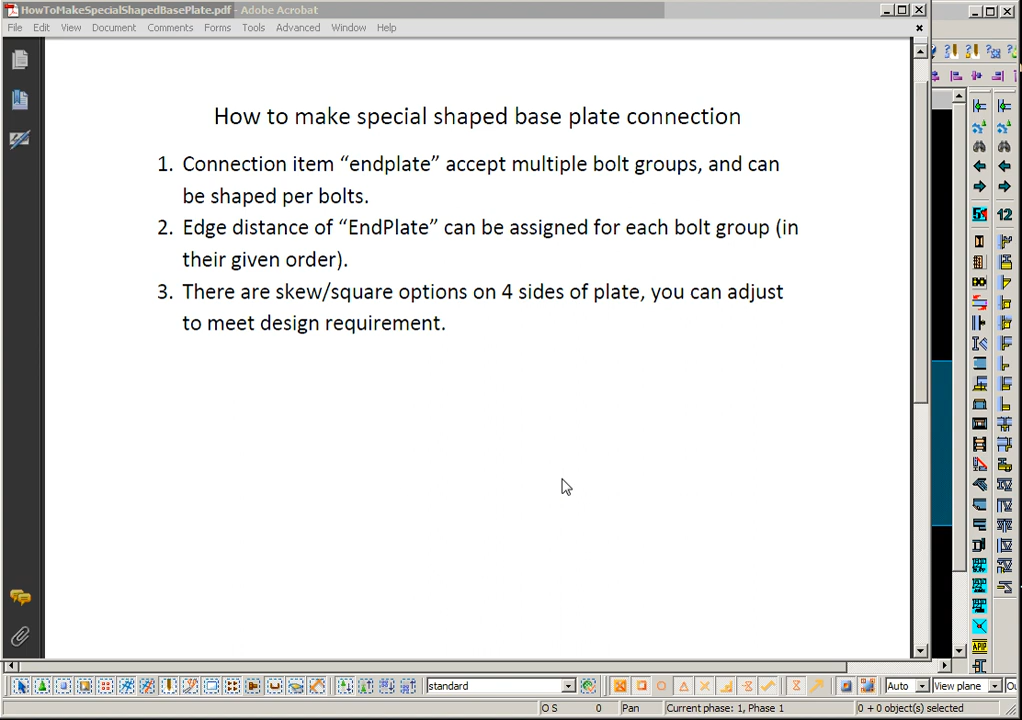 HowToMakeSpecialShapedBasePlate.pdf - Adobe Acrobat
File Edit View Document Comments Forms Tools Advanced Window Help
How to make special shaped base plate connection
1. Connection item “endplate” accept multiple bolt groups, and can
be shaped per bolts.
2. Edge distance of “EndPlate” can be assigned for each bolt group (in
their given order).
3. There are skew/square options on 4 sides of plate, you can adjust
to meet design requirement.
12
APP
standard
Auto
View plane
O S 0 Pan Current phase: 1, Phase 1 0 + 0 object(s) selected